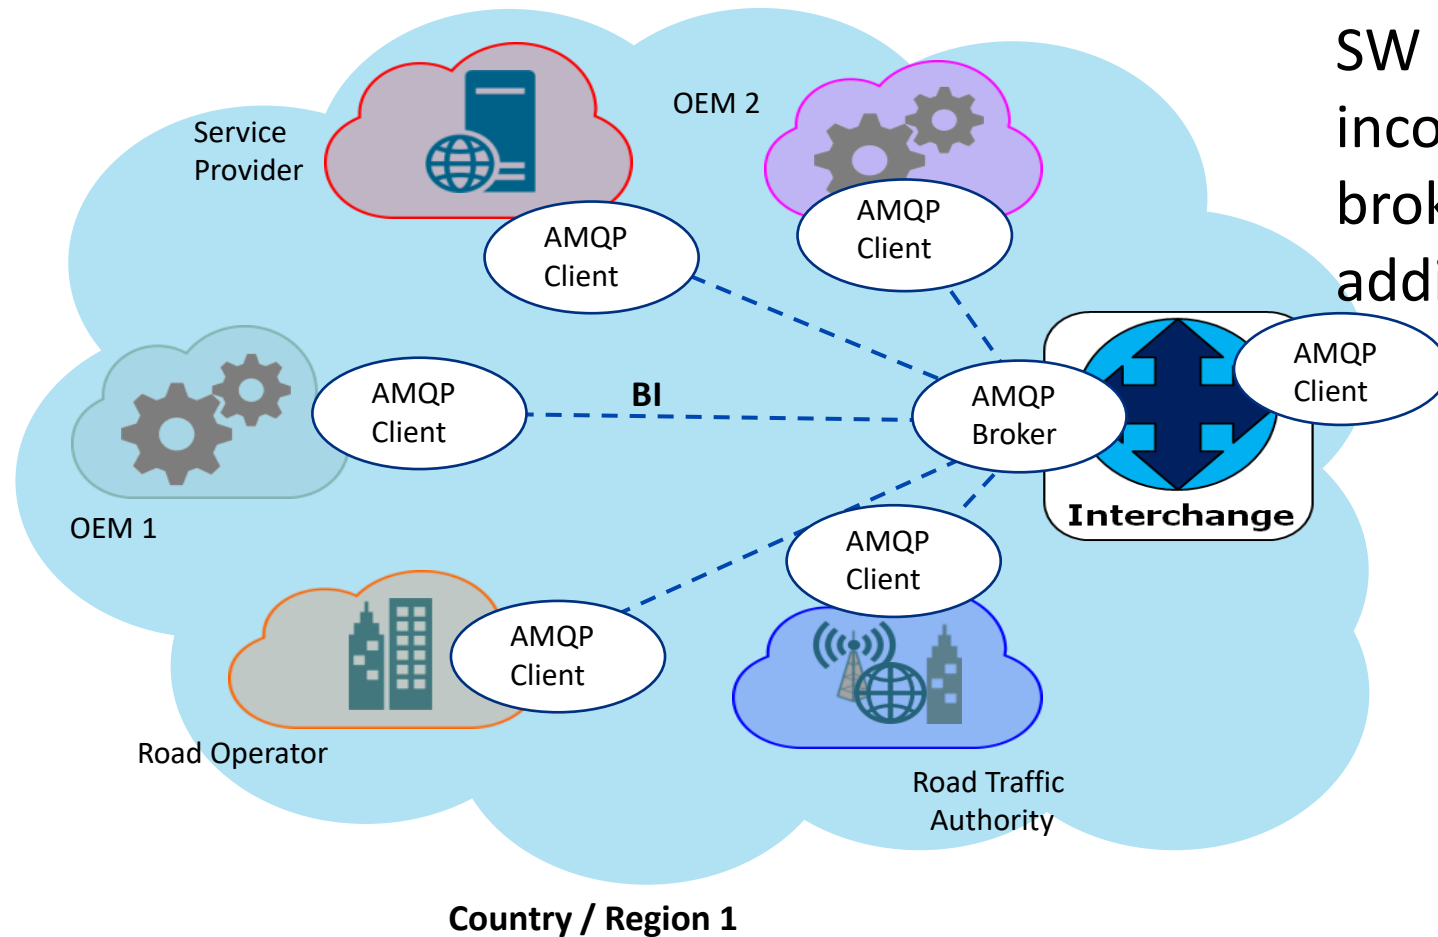 SW
OEM 2
Service
Provider
AMQP
Client
AMQP
Client
AMQP
Client
BI
AMQP
Client
AMQP
Broker
Interchange
OEM 1
AMQP
Client
AMQP
Client
Road Operator
Road Traffic
Authority
Country / Region 1